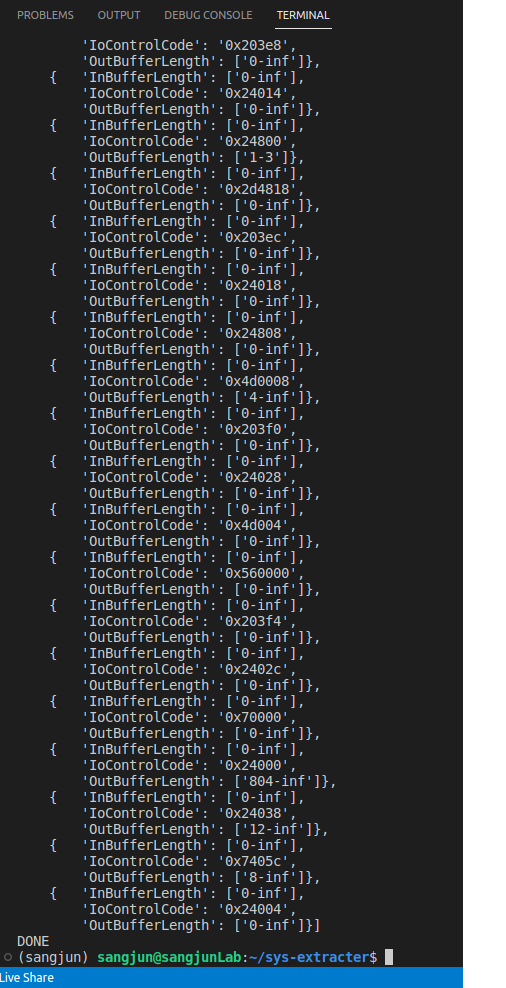 PROBLEMS OUTPUT DEBUG CONSOLE TERMINAL
'IoControlCode': '0x203e8',
'OutBufferLength': ['0-inf']},
{ 'InBufferLength': ['0-inf'],
'IoControlCode': '0x24014',
'OutBufferLength': ['0-inf']},
{ 'InBufferLength': ['0-inf'],
'IoControlCode': '0x24800',
'OutBufferLength': ['1-3']},
{ 'InBufferLength': ['0-inf'],
'IoControlCode': '0x2d4818',
'OutBufferLength': ['0-inf']},
{ 'InBufferLength': ['0-inf'],
'IoControlCode': '0x203ec',
'OutBufferLength': ['0-inf']},
{ 'InBufferLength': ['0-inf'],
'IoControlCode': '0x24018',
'OutBufferLength': ['0-inf']},
{ 'InBufferLength': ['0-inf'],
'IoControlCode': '0x24808',
'OutBufferLength': ['0-inf']},
{ 'InBufferLength': ['0-inf'],
'IoControlCode': '0x4d0008',
'OutBufferLength': ['4-inf']},
{ 'InBufferLength': ['0-inf'],
'IoControlCode': '0x203f0',
'OutBufferLength': ['0-inf']},
{ 'InBufferLength': ['0-inf'],
'IoControlCode': '0x24028',
'OutBufferLength': ['0-inf']},
{ 'InBufferLength': ['0-inf'],
'IoControlCode': '0x4d004',
'OutBufferLength': ['0-inf']},
{ 'InBufferLength': ['0-inf'],
'IoControlCode': '0x560000',
'OutBufferLength': ['0-inf']},
{ 'InBufferLength': ['0-inf'],
'IoControlCode': '0x203f4',
'OutBufferLength': ['0-inf']},
{ 'InBufferLength': ['0-inf'],
'IoControlCode': '0x2402c',
'OutBufferLength': ['0-inf']},
{ 'InBufferLength': ['0-inf'],
'IoControlCode': '0x70000',
'OutBufferLength': ['0-inf']},
{ 'InBufferLength': ['0-inf'],
'IoControlCode': '0x24000',
'OutBufferLength': ['804-inf']},
{ 'InBufferLength': ['0-inf'],
'IoControlCode': '0x24038',
'OutBufferLength': ['12-inf']},
{ 'InBufferLength': ['0-inf'],
'IoControlCode': '0x7405c',
'OutBufferLength': ['8-inf']},
{ 'InBufferLength': ['0-inf'],
'IoControlCode': '0x24004',
'OutBufferLength': ['0-inf']}]
DONE
(sangjun) sangjun@sangjunLab:~/sys-extracter$
Live Share